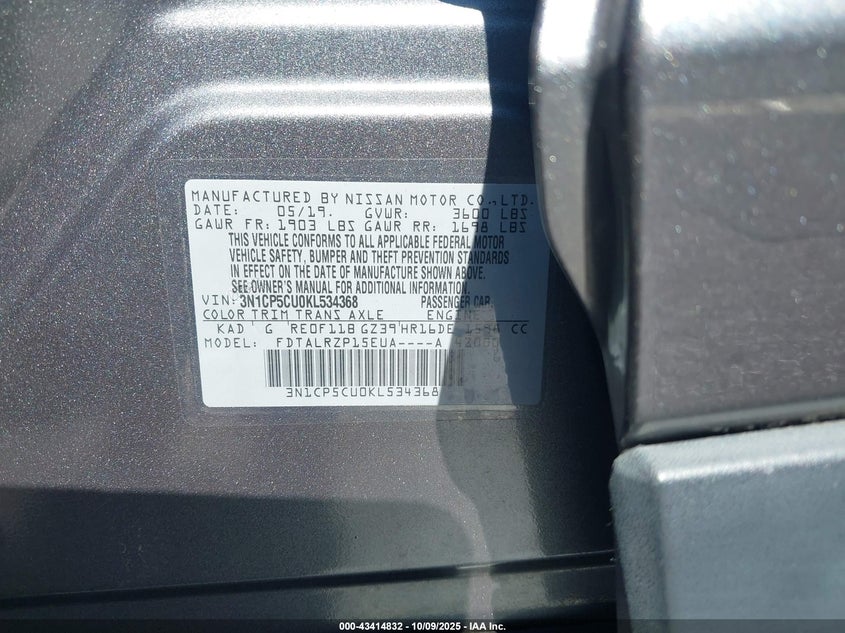 MANUFACTURED BY NISSAN MOTOR CO.,LTD.
DATE: 05/19. GVWR: 3600 LBS
GAWR FR: 1903 LBS GAWR RR: 1698 LBS
THIS VEHICLE CONFORMS TO ALL APPLICABLE FEDERAL MOTOR
VEHICLE SAFETY, BUMPER AND THEFT PREVENTION STANDARDS
IN EFFECT ON THE DATE OF MANUFACTURE SHOWN ABOVE.
SEE OWNER'S MANUAL FOR ADDITIONAL INFORMATION.
VIN: 3N1CP5CU0KL534368 PASSENGER CAR
COLOR TRIM TRANS AXLE ENGINE
KAD G RE0F11B GZ39 HR16DE 1598 CC
MODEL: FDTALRZP15EUA----A
3N1CP5CU0KL534368
000-43414832 - 10/09/2025 - IAA Inc.